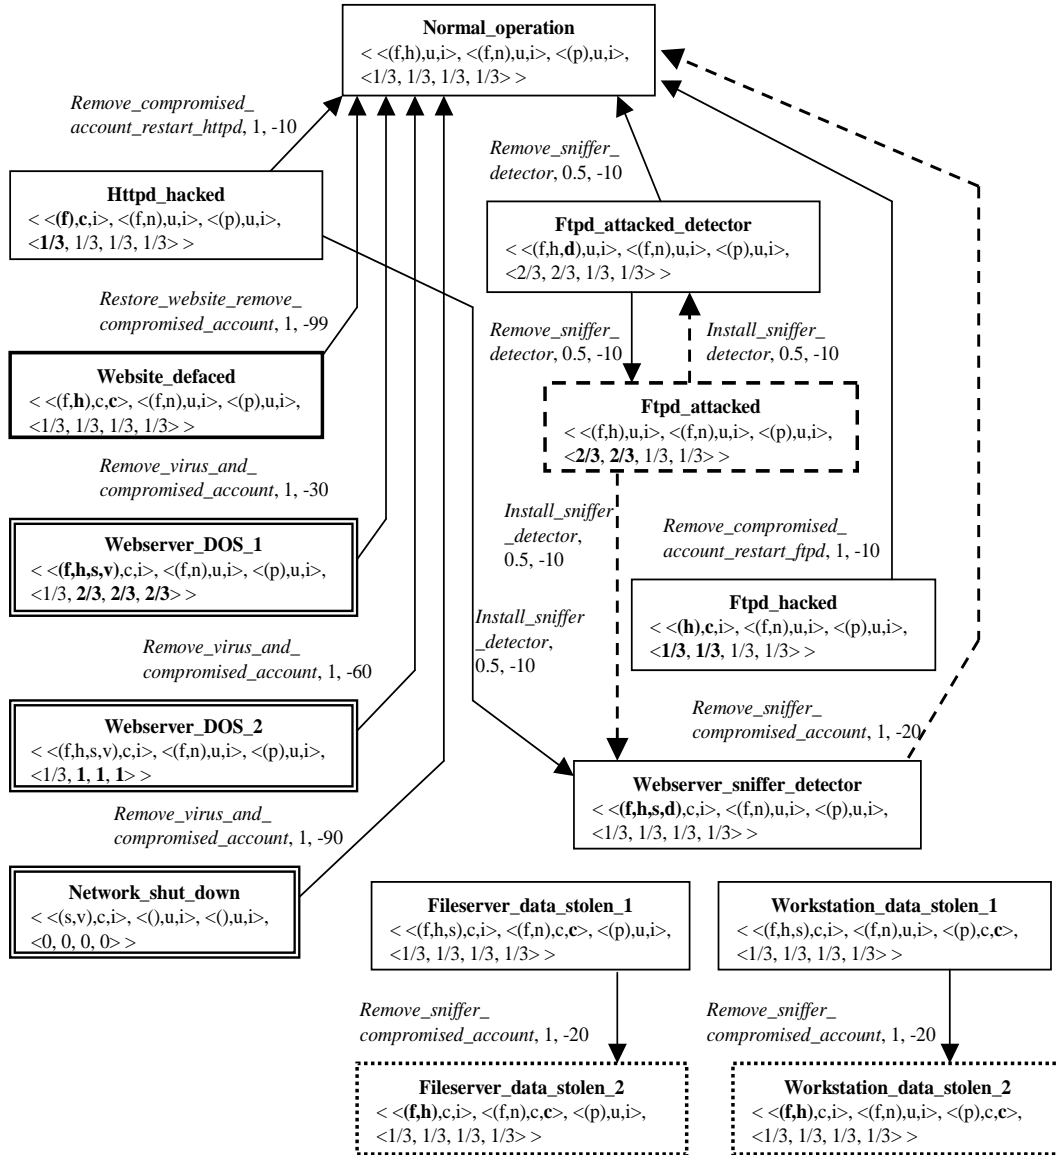 Normal_operation
< <(f,h),u,i>, <(f,n),u,i>, <(p),u,i>,
<1/3, 1/3, 1/3, 1/3> >
Remove_compromised_
account_restart_httpd, 1, -10
Httpd_hacked
< <(f),c,i>, <(f,n),u,i>, <(p),u,i>,
<1/3, 1/3, 1/3, 1/3> >
Remove_sniffer_
detector, 0.5, -10
Ftpd_attacked_detector
< <(f,h,d),u,i>, <(f,n),u,i>, <(p),u,i>,
<2/3, 2/3, 1/3, 1/3> >
Restore_website_remove_
compromised_account, 1, -99
Remove_sniffer_
detector, 0.5, -10
Install_sniffer_
detector, 0.5, -10
Website_defaced
< <(f,h),c,c>, <(f,n),u,i>, <(p),u,i>,
<1/3, 1/3, 1/3, 1/3> >
Ftpd_attacked
< <(f,h),u,i>, <(f,n),u,i>, <(p),u,i>,
<2/3, 2/3, 1/3, 1/3> >
Remove_virus_and_
compromised_account, 1, -30
Install_sniffer
_detector,
0.5, -10
Remove_compromised_
account_restart_ftpd, 1, -10
Webserver_DOS_1
< <(f,h,s,v),c,i>, <(f,n),u,i>, <(p),u,i>,
<1/3, 2/3, 2/3, 2/3> >
Ftpd_hacked
< <(h),c,i>, <(f,n),u,i>, <(p),u,i>,
<1/3, 1/3, 1/3, 1/3> >
Install_sniffer
_detector,
0.5, -10
Remove_virus_and_
compromised_account, 1, -60
Remove_sniffer_
compromised_account, 1, -20
Webserver_DOS_2
< <(f,h,s,v),c,i>, <(f,n),u,i>, <(p),u,i>,
<1/3, 1, 1, 1> >
Webserver_sniffer_detector
< <(f,h,s,d),c,i>, <(f,n),u,i>, <(p),u,i>,
<1/3, 1/3, 1/3, 1/3> >
Remove_virus_and_
compromised_account, 1, -90
Network_shut_down
< <(s,v),c,i>, <(),u,i>, <(),u,i>,
<0, 0, 0, 0> >
Fileserver_data_stolen_1
< <(f,h,s),c,i>, <(f,n),c,c>, <(p),u,i>,
<1/3, 1/3, 1/3, 1/3> >
Workstation_data_stolen_1
< <(f,h,s),c,i>, <(f,n),u,i>, <(p),c,c>,
<1/3, 1/3, 1/3, 1/3> >
Remove_sniffer_
compromised_account, 1, -20
Remove_sniffer_
compromised_account, 1, -20
Fileserver_data_stolen_2
< <(f,h),c,i>, <(f,n),c,c>, <(p),u,i>,
<1/3, 1/3, 1/3, 1/3> >
Workstation_data_stolen_2
< <(f,h),c,i>, <(f,n),u,i>, <(p),c,c>,
<1/3, 1/3, 1/3, 1/3> >